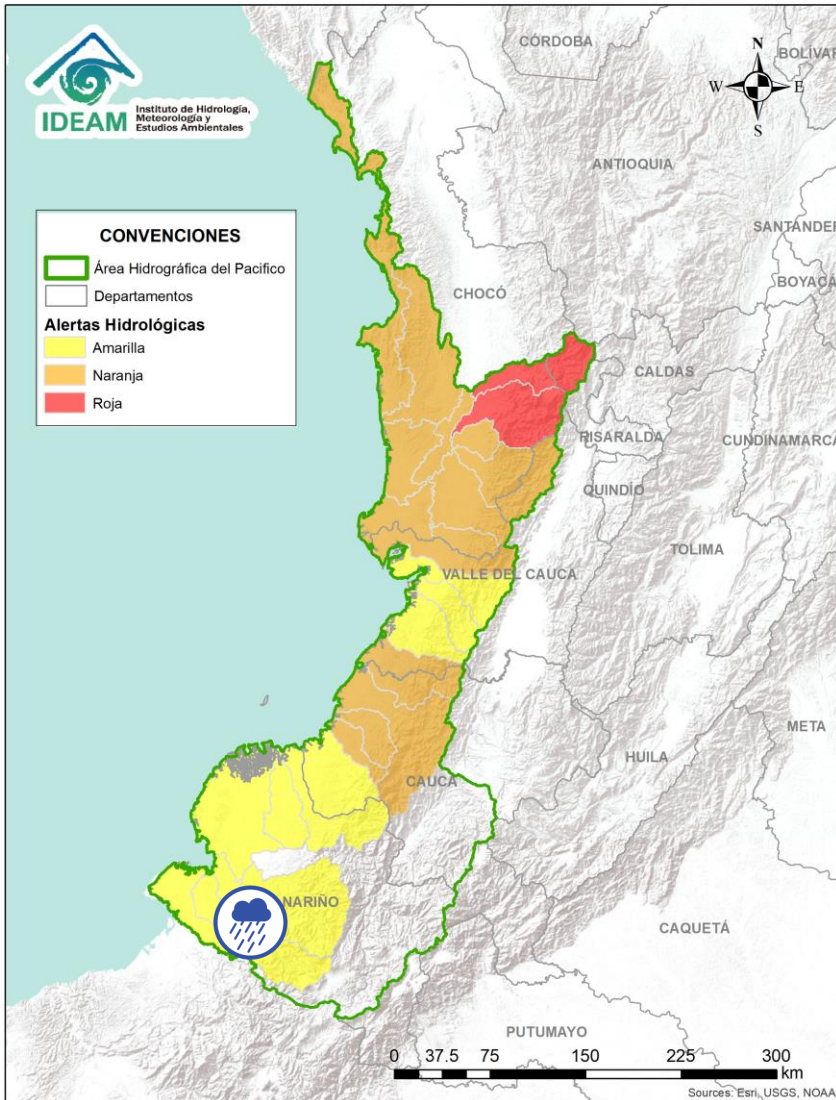 IDEAM
Instituto de Hidrología,
Meteorología y
Estudios Ambientales
N
W
E
S
CÓRDOBA
BOLÍVAR
ANTIOQUIA
SANTANDER
BOYACÁ
CHOCÓ
CALDAS
RISARALDA
CUNDINAMARCA
QUINDÍO
TOLIMA
VALLE DEL CAUCA
META
HUILA
CAUCA
NARIÑO
CAQUETÁ
PUTUMAYO
CONVENCIONES
Área Hidrográfica del Pacifico
Departamentos
Alertas Hidrológicas
Amarilla
Naranja
Roja
0 37.5 75 150 225 300
km
Sources: Esri, USGS, NOAA